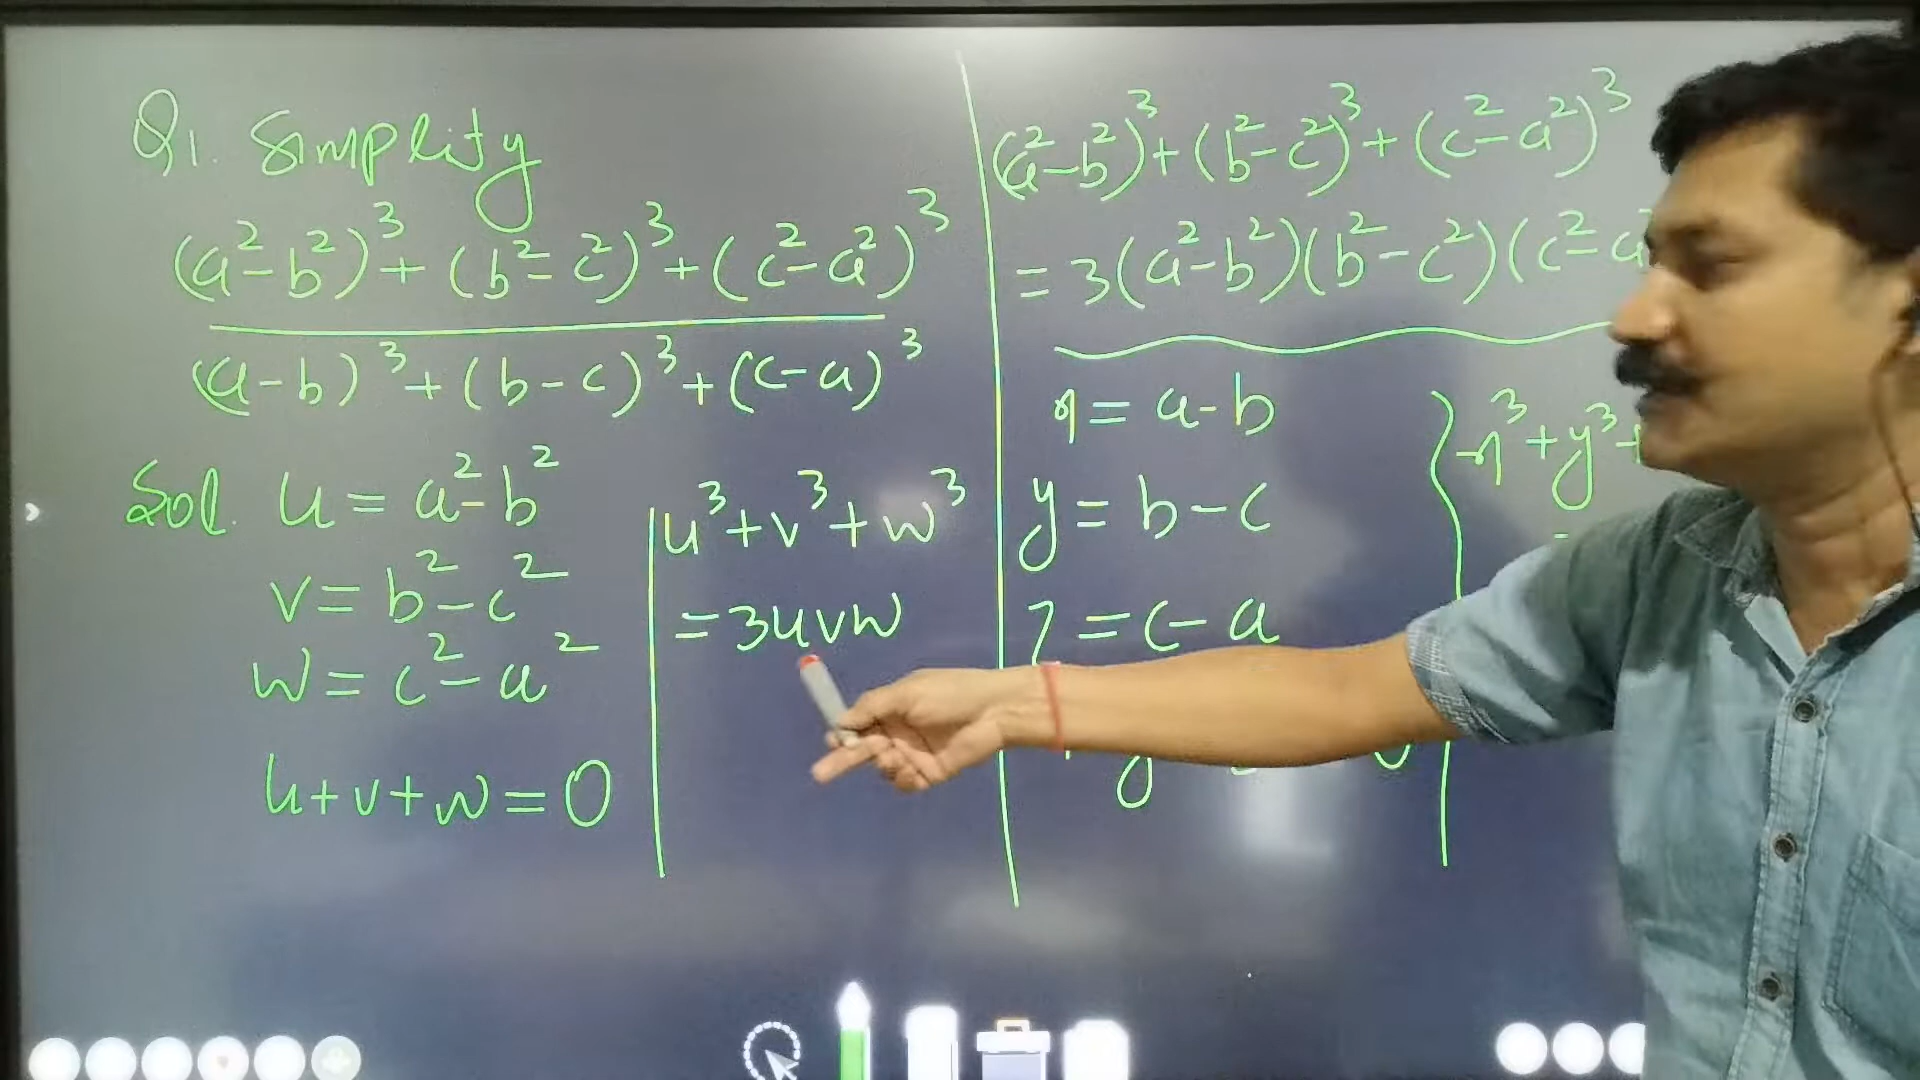 Q1. Simplify
(a²-b²)³+(b²-c²)³+(c²-a²)³
(a-b)³+(b-c)³+(c-a)³
Sol. u = a²-b²
v = b²-c²
w = c²-a²
u+v+w=0
u³+v³+w³
=3uvw
(a²-b²)³+(b²-c²)³+(c²-a²)³
= 3(a²-b²)(b²-c²)(c²-a
x = a-b
y = b-c
z = c-a
x³+y³+